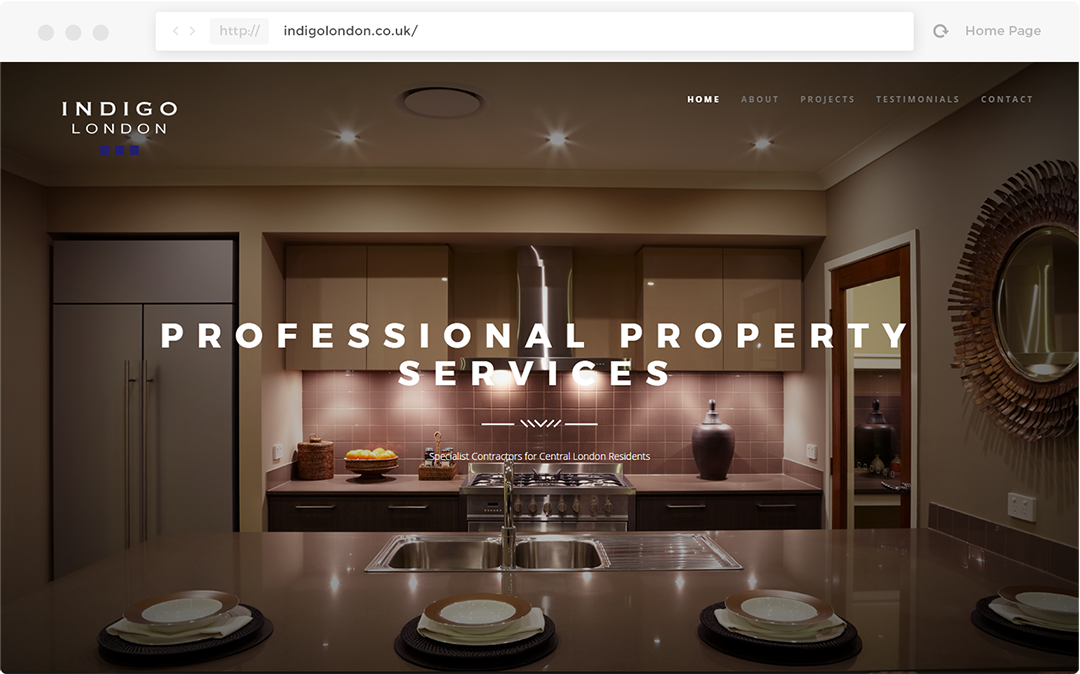 http://
indigolondon.co.uk/
Home Page
INDIGO
LONDON
HOME ABOUT PROJECTS TESTIMONIALS CONTACT
PROFESSIONAL PROPERTY
SERVICES
Specialist Contractors for Central London Residents